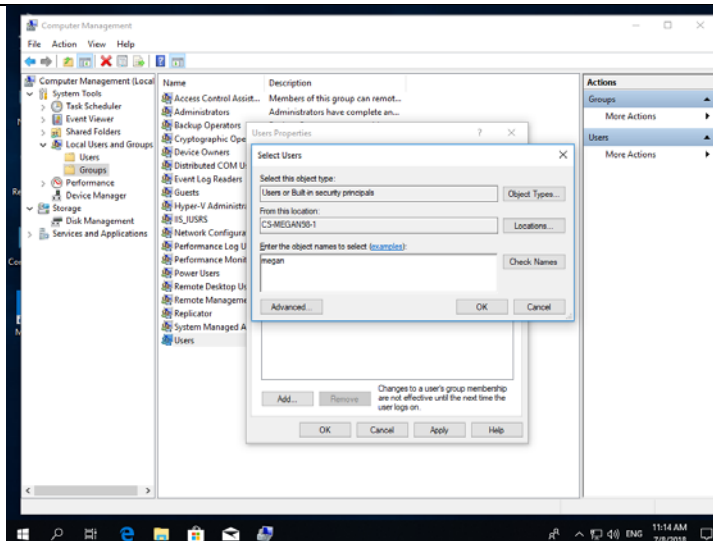 Computer Management
File Action View Help
Computer Management (Local
System Tools
Task Scheduler
Event Viewer
Shared Folders
Local Users and Groups
Users
Groups
Performance
Device Manager
Storage
Disk Management
Services and Applications
Name Description
Access Control Assist... Members of this group can remot...
Administrators Administrators have complete an...
Backup Operators
Cryptographic Ope
Device Owners
Distributed COM U
Event Log Readers
Guests
Hyper-V Administra
IIS_IUSRS
Network Configura
Performance Log U
Performance Monit
Power Users
Remote Desktop Us
Remote Manageme
Replicator
System Managed A
Users
Users Properties
Select Users
Select this object type:
Users or Built-in security principals
Object Types...
From this location:
CS-MEGAN98-1
Locations...
Enter the object names to select (examples):
megan
Check Names
Advanced...
OK Cancel
Add... Remove
Changes to a user's group membership
are not effective until the next time the
user logs on.
OK Cancel Apply Help
Actions
Groups
More Actions
Users
More Actions
ENG
11:14 AM
7/8/2018